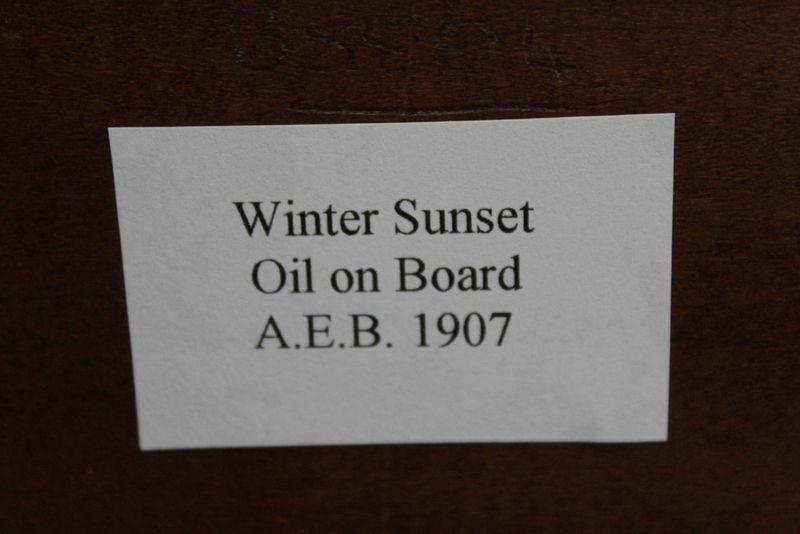 Winter Sunset
Oil on Board
A.E.B. 1907